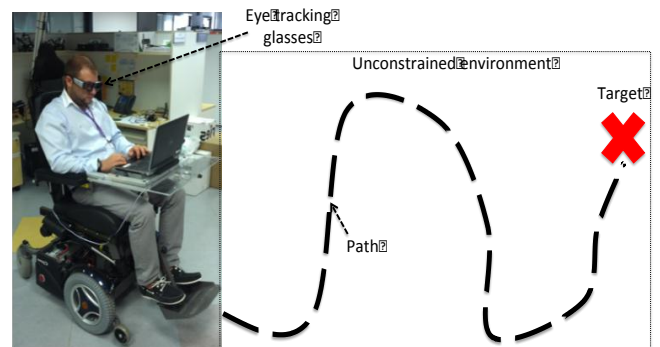 Eye tracking
glasses
Unconstrained environment
Target
Path